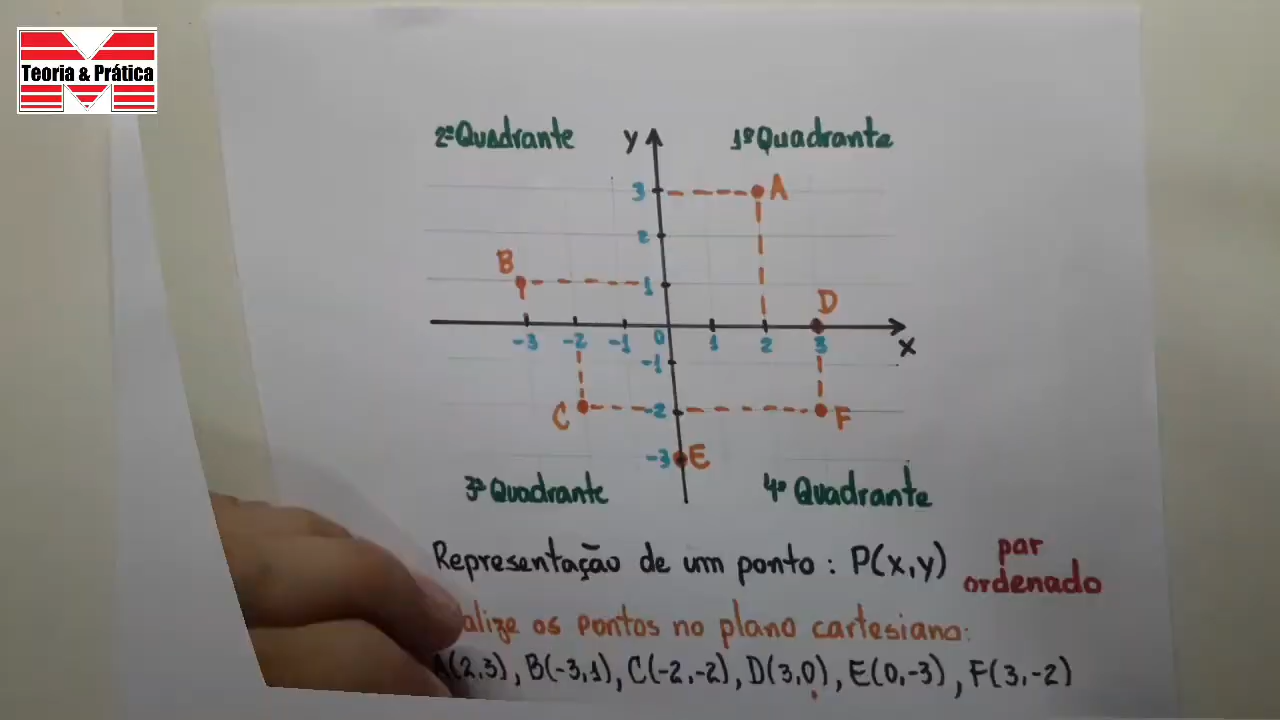 Teoria & Prática
2º Quadrante y 1º Quadrante
3 A
2
B 1
D
-3 -2 -1 0 1 2 3 x
-1
C -2 F
-3 E
3º Quadrante 4º Quadrante
Representação de um ponto: P(x,y) par ordenado
alize os pontos no plano cartesiano:
A(2,3), B(-3,1), C(-2,-2), D(3,0), E(0,-3), F(3,-2)